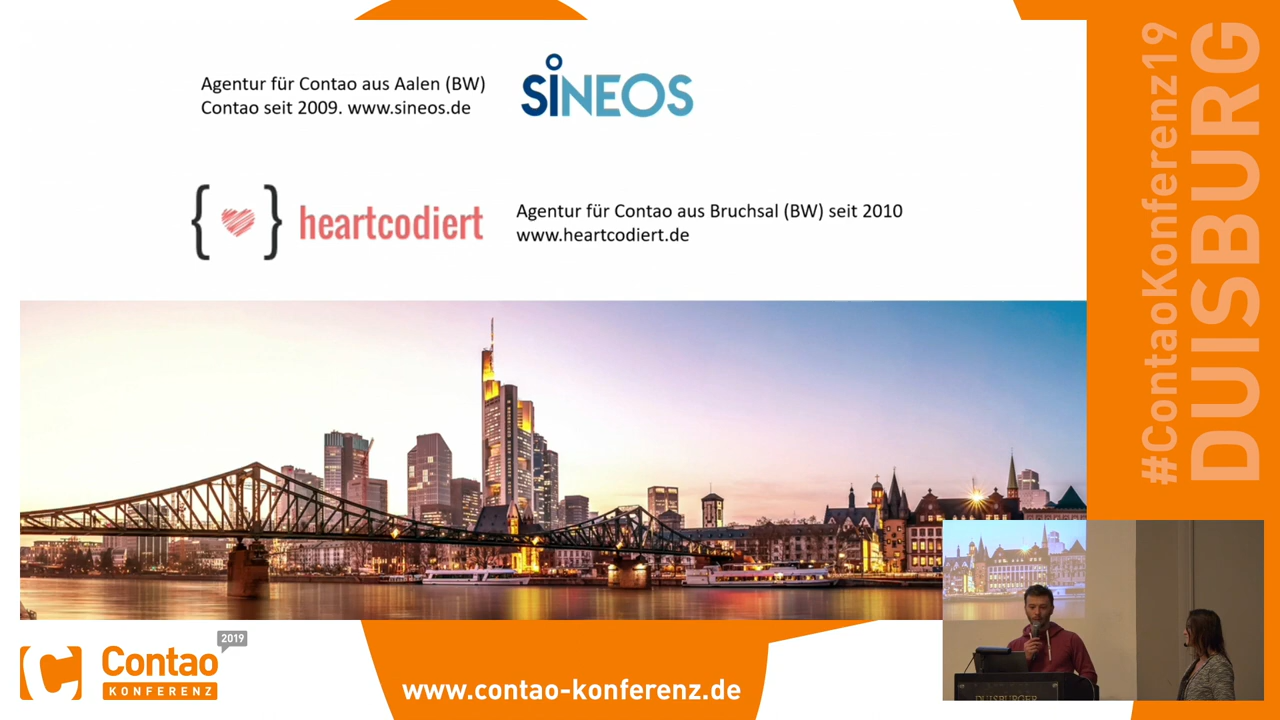 Agentur für Contao aus Aalen (BW)
Contao seit 2009. www.sineos.de
SiNEOS
{ } heartcodiert
Agentur für Contao aus Bruchsal (BW) seit 2010
www.heartcodiert.de
#ContaoKonferenz19
DUISBURG
2019
Contao
KONFERENZ
www.contao-konferenz.de
DUISBURGER